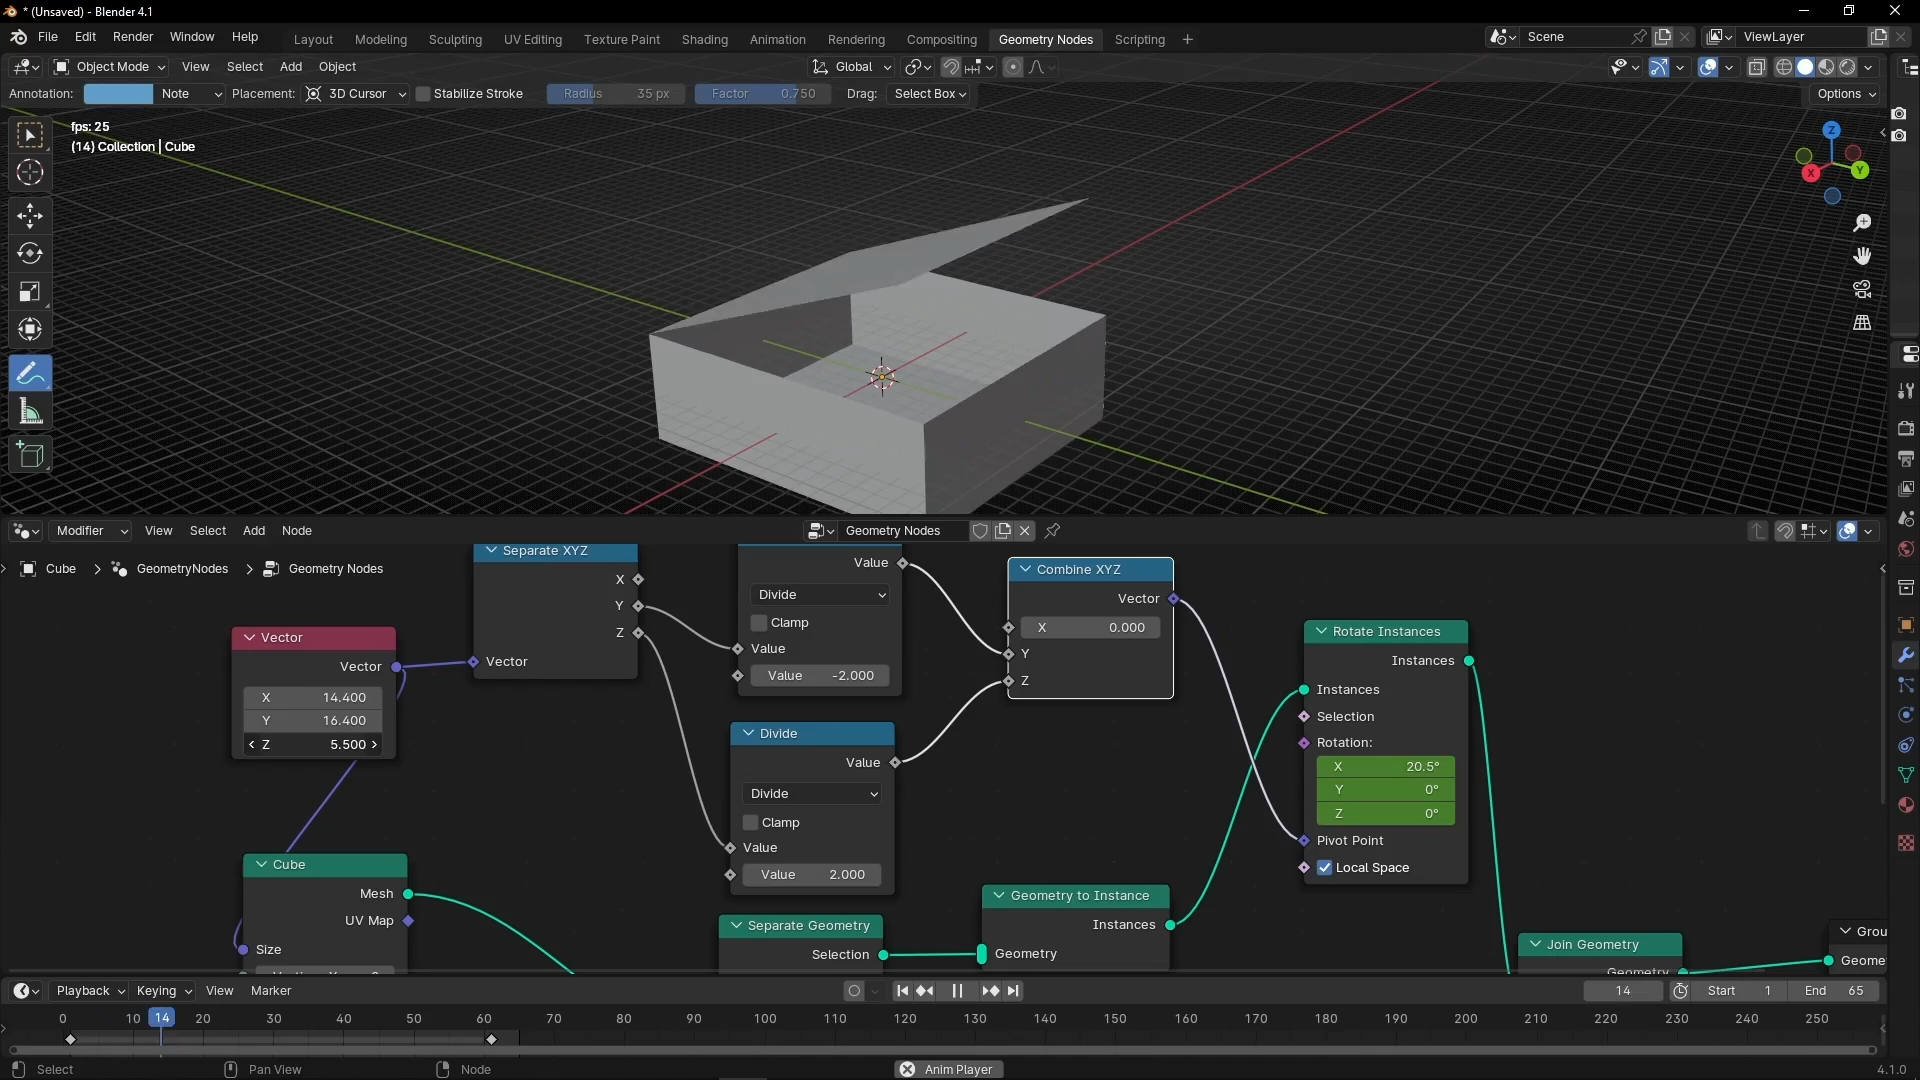 * (Unsaved) - Blender 4.1
File Edit Render Window Help Layout Modeling Sculpting UV Editing Texture Paint Shading Animation Rendering Compositing Geometry Nodes Scripting + Scene ViewLayer
Object Mode View Select Add Object Global
Annotation: Note Placement: 3D Cursor Stabilize Stroke Radius 35 px Factor 0.750 Drag: Select Box Options
fps: 25
(14) Collection | Cube
Z
X
Y
Modifier View Select Add Node Geometry Nodes
Cube > GeometryNodes > Geometry Nodes
Separate XYZ
X
Y
Z
Vector
Vector
Vector
X 14.400
Y 16.400
Z 5.500
Value
Divide
Clamp
Value
Value -2.000
Combine XYZ
Vector
X 0.000
Y
Z
Divide
Value
Divide
Clamp
Value
Value 2.000
Rotate Instances
Instances
Instances
Selection
Rotation:
X 20.5°
Y 0°
Z 0°
Pivot Point
Local Space
Cube
Mesh
UV Map
Size
Separate Geometry
Selection
Geometry to Instance
Instances
Geometry
Join Geometry
Geometry
Grou
Geome
Playback Keying View Marker 14 Start 1 End 65
0 10 14 20 30 40 50 60 70 80 90 100 110 120 130 140 150 160 170 180 190 200 210 220 230 240 250
Select Pan View Node Anim Player 4.1.0